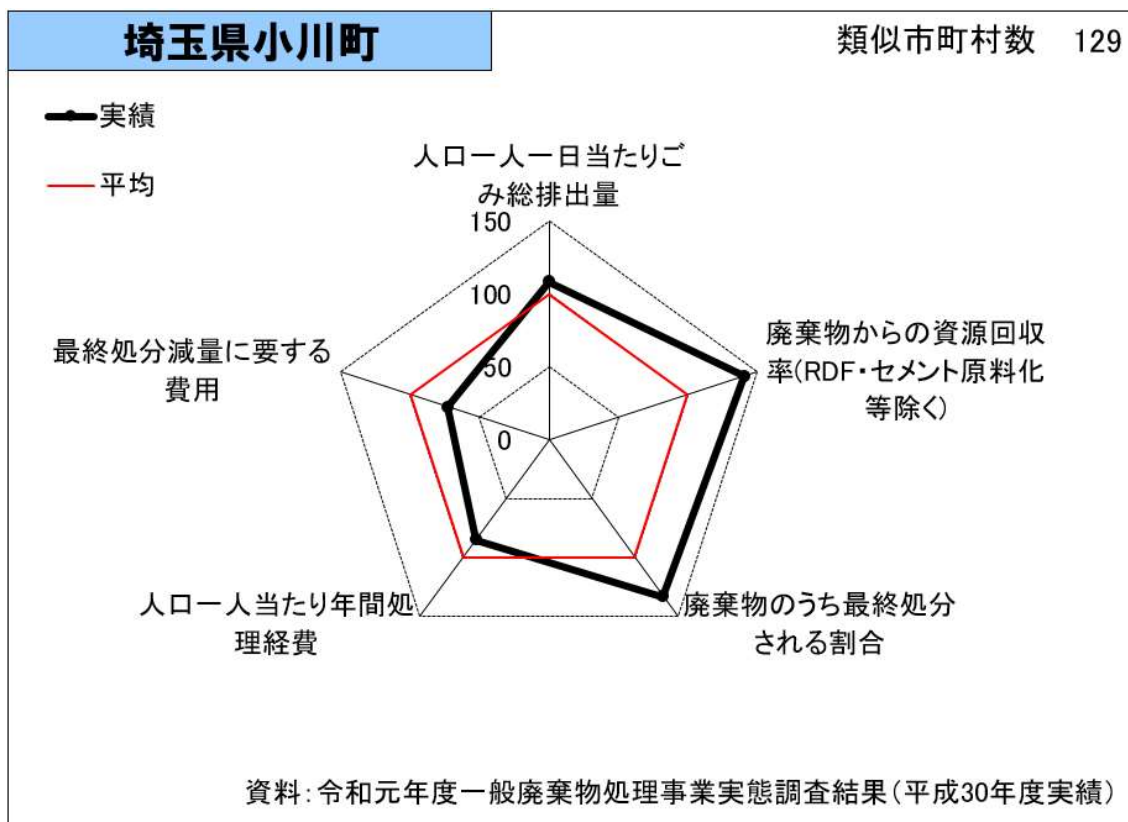 埼玉県小川町
類似市町村数 129
実績
平均
人口一人一日当たりご
み総排出量
150
100
50
0
廃棄物からの資源回収
率(RDF・セメント原料化
等除く)
最終処分減量に要する
費用
人口一人当たり年間処
理経費
廃棄物のうち最終処分
される割合
資料:令和元年度一般廃棄物処理事業実態調査結果(平成30年度実績)